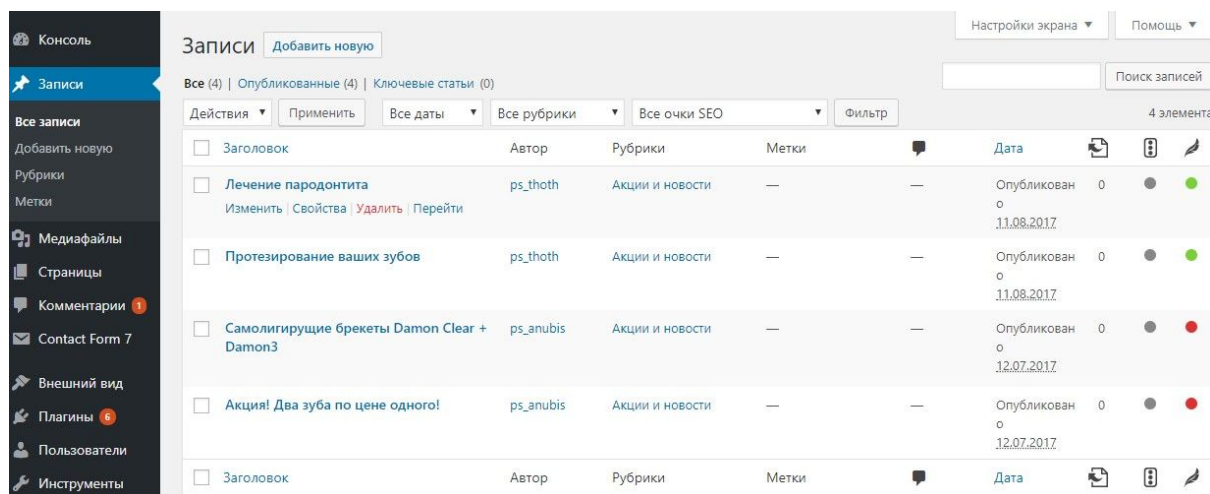 Настройки экрана ▼ Помощь ▼
Консоль
Записи
Все записи
Добавить новую
Рубрики
Метки
Медиафайлы
Страницы
Комментарии 1
Contact Form 7
Внешний вид
Плагины 6
Пользователи
Инструменты
Записи Добавить новую
Все (4) | Опубликованные (4) | Ключевые статьи (0)
Поиск записей
Действия ▼ Применить Все даты ▼ Все рубрики ▼ Все очки SEO ▼ Фильтр 4 элемента
Заголовок Автор Рубрики Метки Дата
Лечение пародонтита ps_thoth Акции и новости — — Опубликован 0
Изменить | Свойства | Удалить | Перейти о
11.08.2017
Протезирование ваших зубов ps_thoth Акции и новости — — Опубликован 0
о
11.08.2017
Самолигирущие брекеты Damon Clear + ps_anubis Акции и новости — — Опубликован 0
Damon3 о
12.07.2017
Акция! Два зуба по цене одного! ps_anubis Акции и новости — — Опубликован 0
о
12.07.2017
Заголовок Автор Рубрики Метки Дата